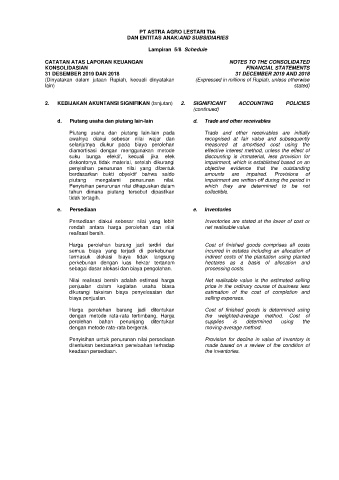 PT ASTRA AGRO LESTARI Tbk
DAN ENTITAS ANAK/AND SUBSIDIARIES
Lampiran 5/8 Schedule
CATATAN ATAS LAPORAN KEUANGAN
KONSOLIDASIAN
31 DESEMBER 2019 DAN 2018
(Dinyatakan dalam jutaan Rupiah, kecuali dinyatakan
lain)
NOTES TO THE CONSOLIDATED
FINANCIAL STATEMENTS
31 DECEMBER 2019 AND 2018
(Expressed in millions of Rupiah, unless otherwise
stated)
2. KEBIJAKAN AKUNTANSI SIGNIFIKAN (lanjutan)
d. Piutang usaha dan piutang lain-lain
Piutang usaha dan piutang lain-lain pada
awalnya diakui sebesar nilai wajar dan
selanjutnya diukur pada biaya perolehan
diamortisasi dengan menggunakan metode
suku bunga efektif, kecuali jika efek
diskontonya tidak material, setelah dikurangi
penyisihan penurunan nilai yang dibentuk
berdasarkan bukti obyektif bahwa saldo
piutang mengalami penurunan nilai.
Penyisihan penurunan nilai dihapuskan dalam
tahun dimana piutang tersebut dipastikan
tidak tertagih.
e. Persediaan
Persediaan diakui sebesar nilai yang lebih
rendah antara harga perolehan dan nilai
realisasi bersih.
Harga perolehan barang jadi terdiri dari
semua biaya yang terjadi di perkebunan
termasuk alokasi biaya tidak langsung
perkebunan dengan luas hektar tertanam
sebagai dasar alokasi dan biaya pengolahan.
Nilai realisasi bersih adalah estimasi harga
penjualan dalam kegiatan usaha biasa
dikurangi taksiran biaya penyelesaian dan
biaya penjualan.
Harga perolehan barang jadi ditentukan
dengan metode rata-rata tertimbang. Harga
perolehan bahan penunjang ditentukan
dengan metode rata-rata bergerak.
Penyisihan untuk penurunan nilai persediaan
ditentukan berdasarkan penelaahan terhadap
keadaan persediaan.
2. SIGNIFICANT ACCOUNTING POLICIES
(continued)
d. Trade and other receivables
Trade and other receivables are initially
recognised at fair value and subsequently
measured at amortised cost using the
effective interest method, unless the effect of
discounting is immaterial, less provision for
impairment, which is established based on an
objective evidence that the outstanding
amounts are impaired. Provisions of
impairment are written-off during the period in
which they are determined to be not
collectible.
e. Inventories
Inventories are stated at the lower of cost or
net realisable value.
Cost of finished goods comprises all costs
incurred in estates including an allocation of
indirect costs of the plantation using planted
hectares as a basis of allocation and
processing costs.
Net realisable value is the estimated selling
price in the ordinary course of business less
estimation of the cost of completion and
selling expenses.
Cost of finished goods is determined using
the weighted-average method. Cost of
supplies is determined using the
moving-average method.
Provision for decline in value of inventory is
made based on a review of the condition of
the inventories.